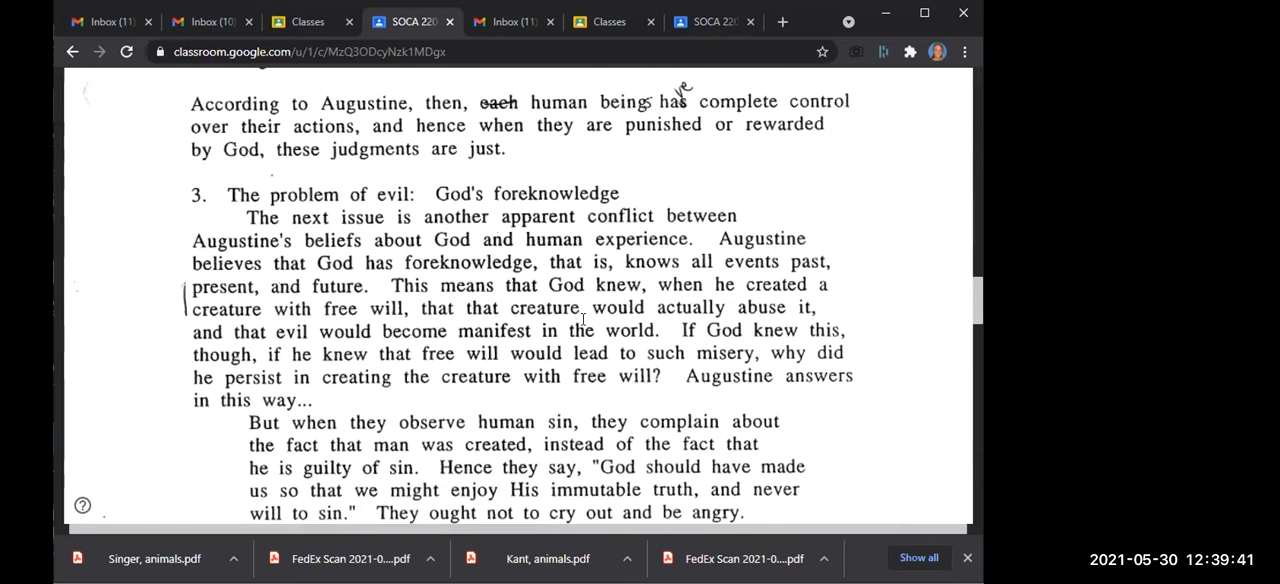 Inbox (11)
Inbox (10)
Classes
SOCA 220
Inbox (11)
Classes
SOCA 220
classroom.google.com/u/1/c/MzQ3ODcyNzk1MDgx
According to Augustine, then, each human beings have complete control
over their actions, and hence when they are punished or rewarded
by God, these judgments are just.
3. The problem of evil: God's foreknowledge
The next issue is another apparent conflict between
Augustine's beliefs about God and human experience. Augustine
believes that God has foreknowledge, that is, knows all events past,
present, and future. This means that God knew, when he created a
creature with free will, that that creature would actually abuse it,
and that evil would become manifest in the world. If God knew this,
though, if he knew that free will would lead to such misery, why did
he persist in creating the creature with free will? Augustine answers
in this way...
But when they observe human sin, they complain about
the fact that man was created, instead of the fact that
he is guilty of sin. Hence they say, "God should have made
us so that we might enjoy His immutable truth, and never
will to sin." They ought not to cry out and be angry.
Singer, animals.pdf
FedEx Scan 2021-0....pdf
Kant, animals.pdf
FedEx Scan 2021-0....pdf
Show all
2021-05-30 12:39:41